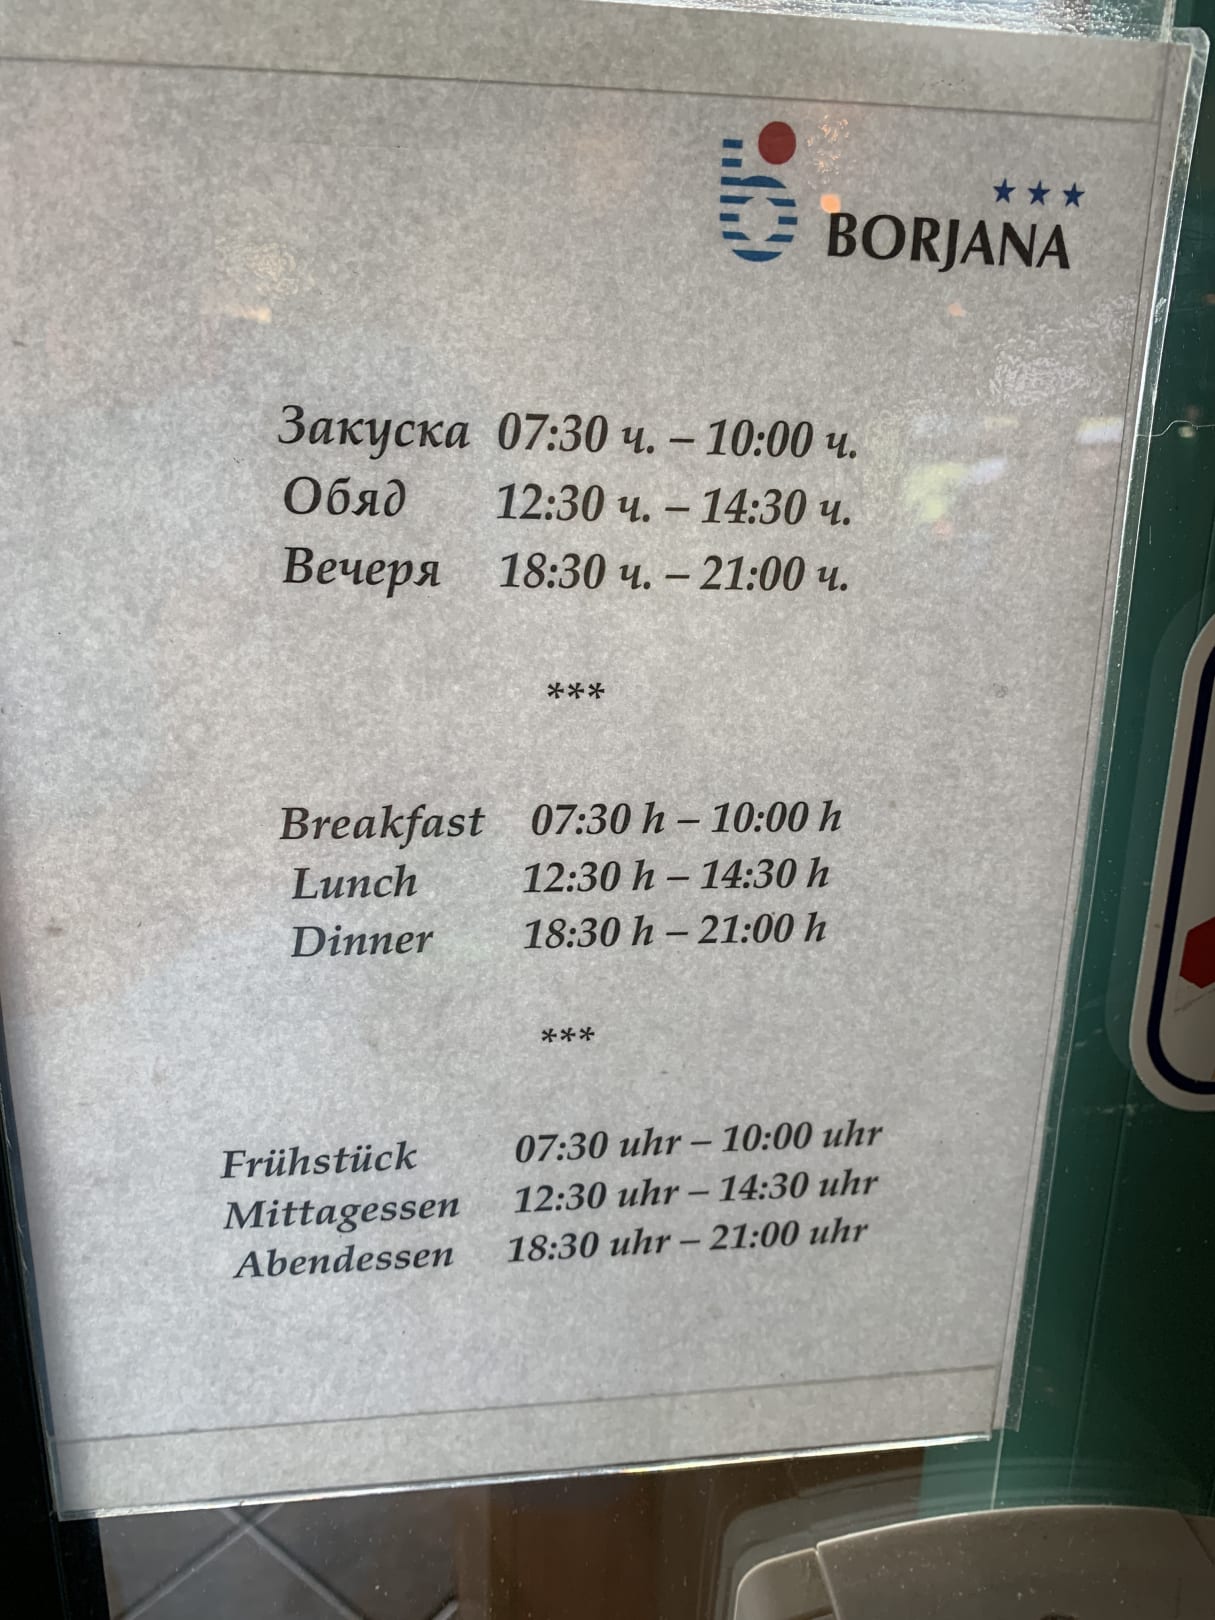 ★★★
BORJANA
Закуска 07:30 ч. – 10:00 ч.
Обяд 12:30 ч. – 14:30 ч.
Вечеря 18:30 ч. – 21:00 ч.
***
Breakfast 07:30 h – 10:00 h
Lunch 12:30 h – 14:30 h
Dinner 18:30 h – 21:00 h
***
Frühstück 07:30 uhr – 10:00 uhr
Mittagessen 12:30 uhr – 14:30 uhr
Abendessen 18:30 uhr – 21:00 uhr